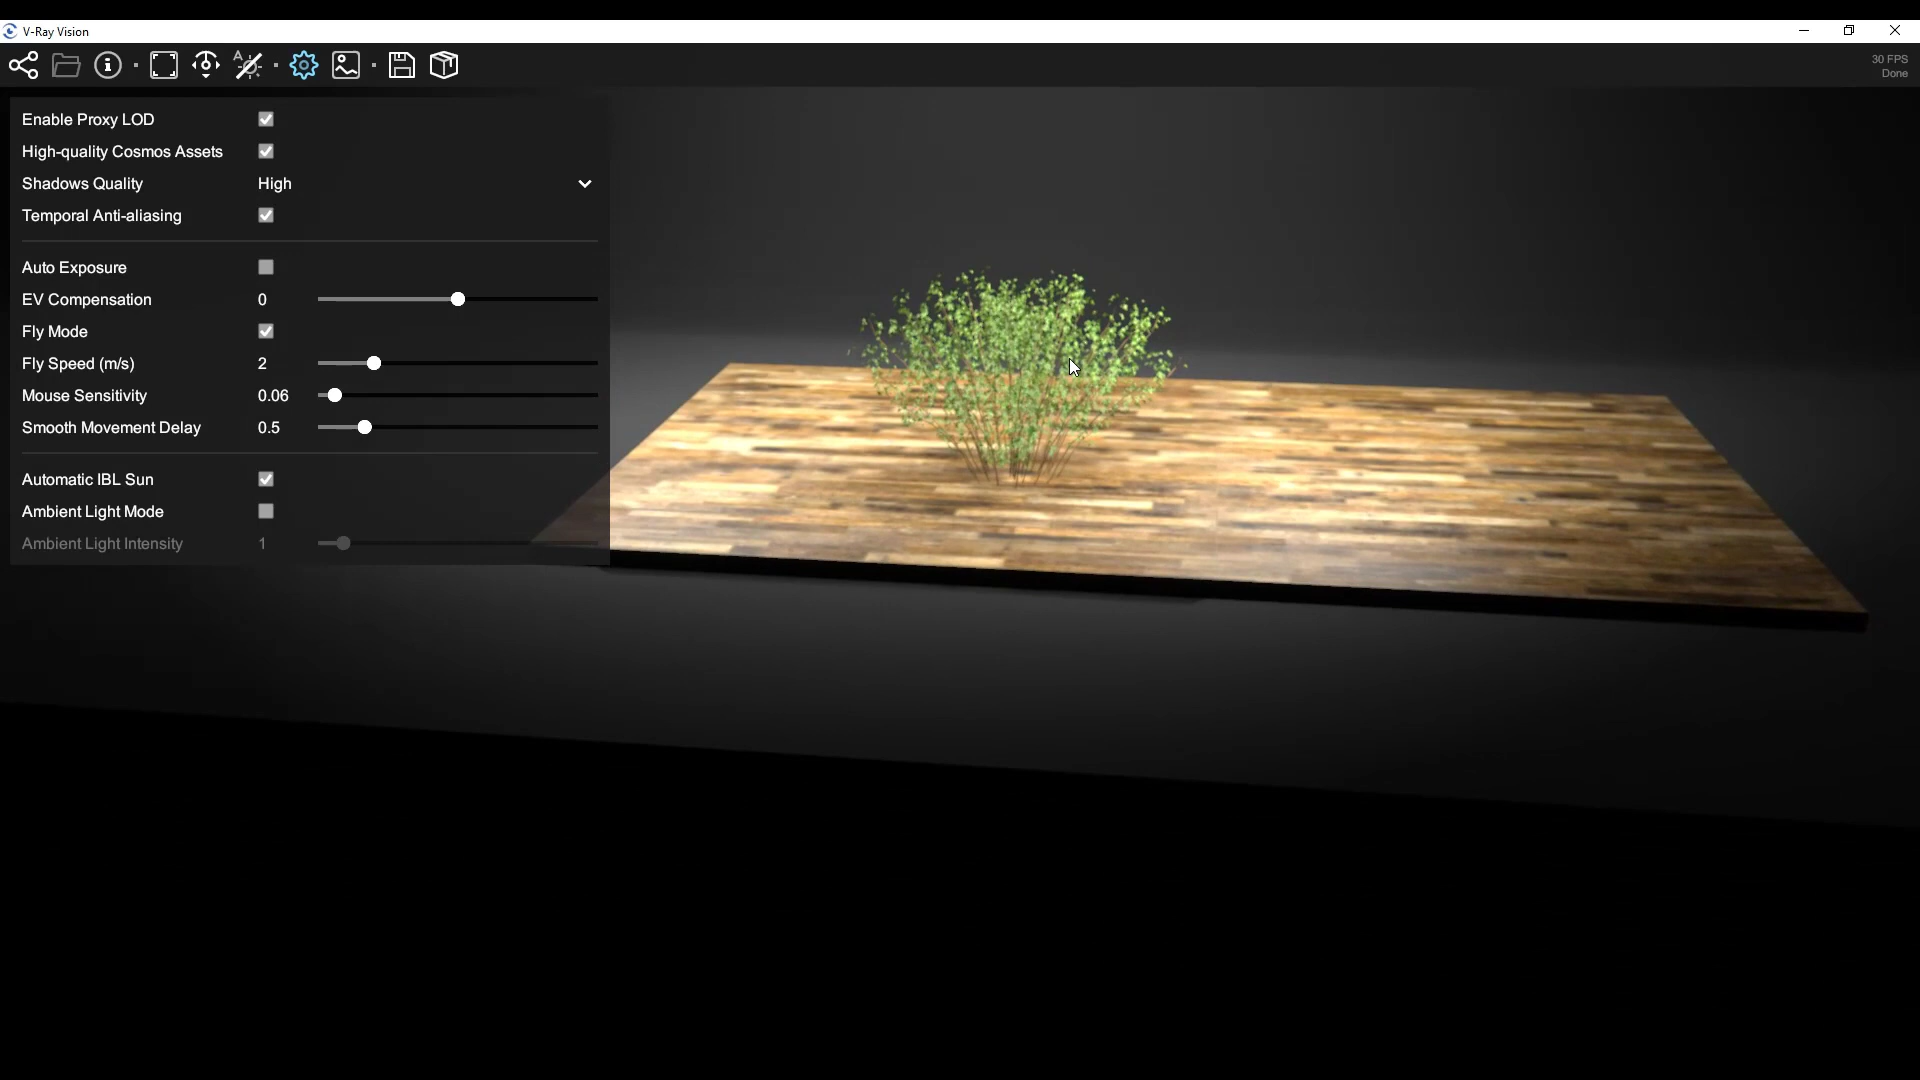 V-Ray Vision
30 FPS
Done
Enable Proxy LOD
High-quality Cosmos Assets
Shadows Quality High
Temporal Anti-aliasing
Auto Exposure
EV Compensation 0
Fly Mode
Fly Speed (m/s) 2
Mouse Sensitivity 0.06
Smooth Movement Delay 0.5
Automatic IBL Sun
Ambient Light Mode
Ambient Light Intensity 1